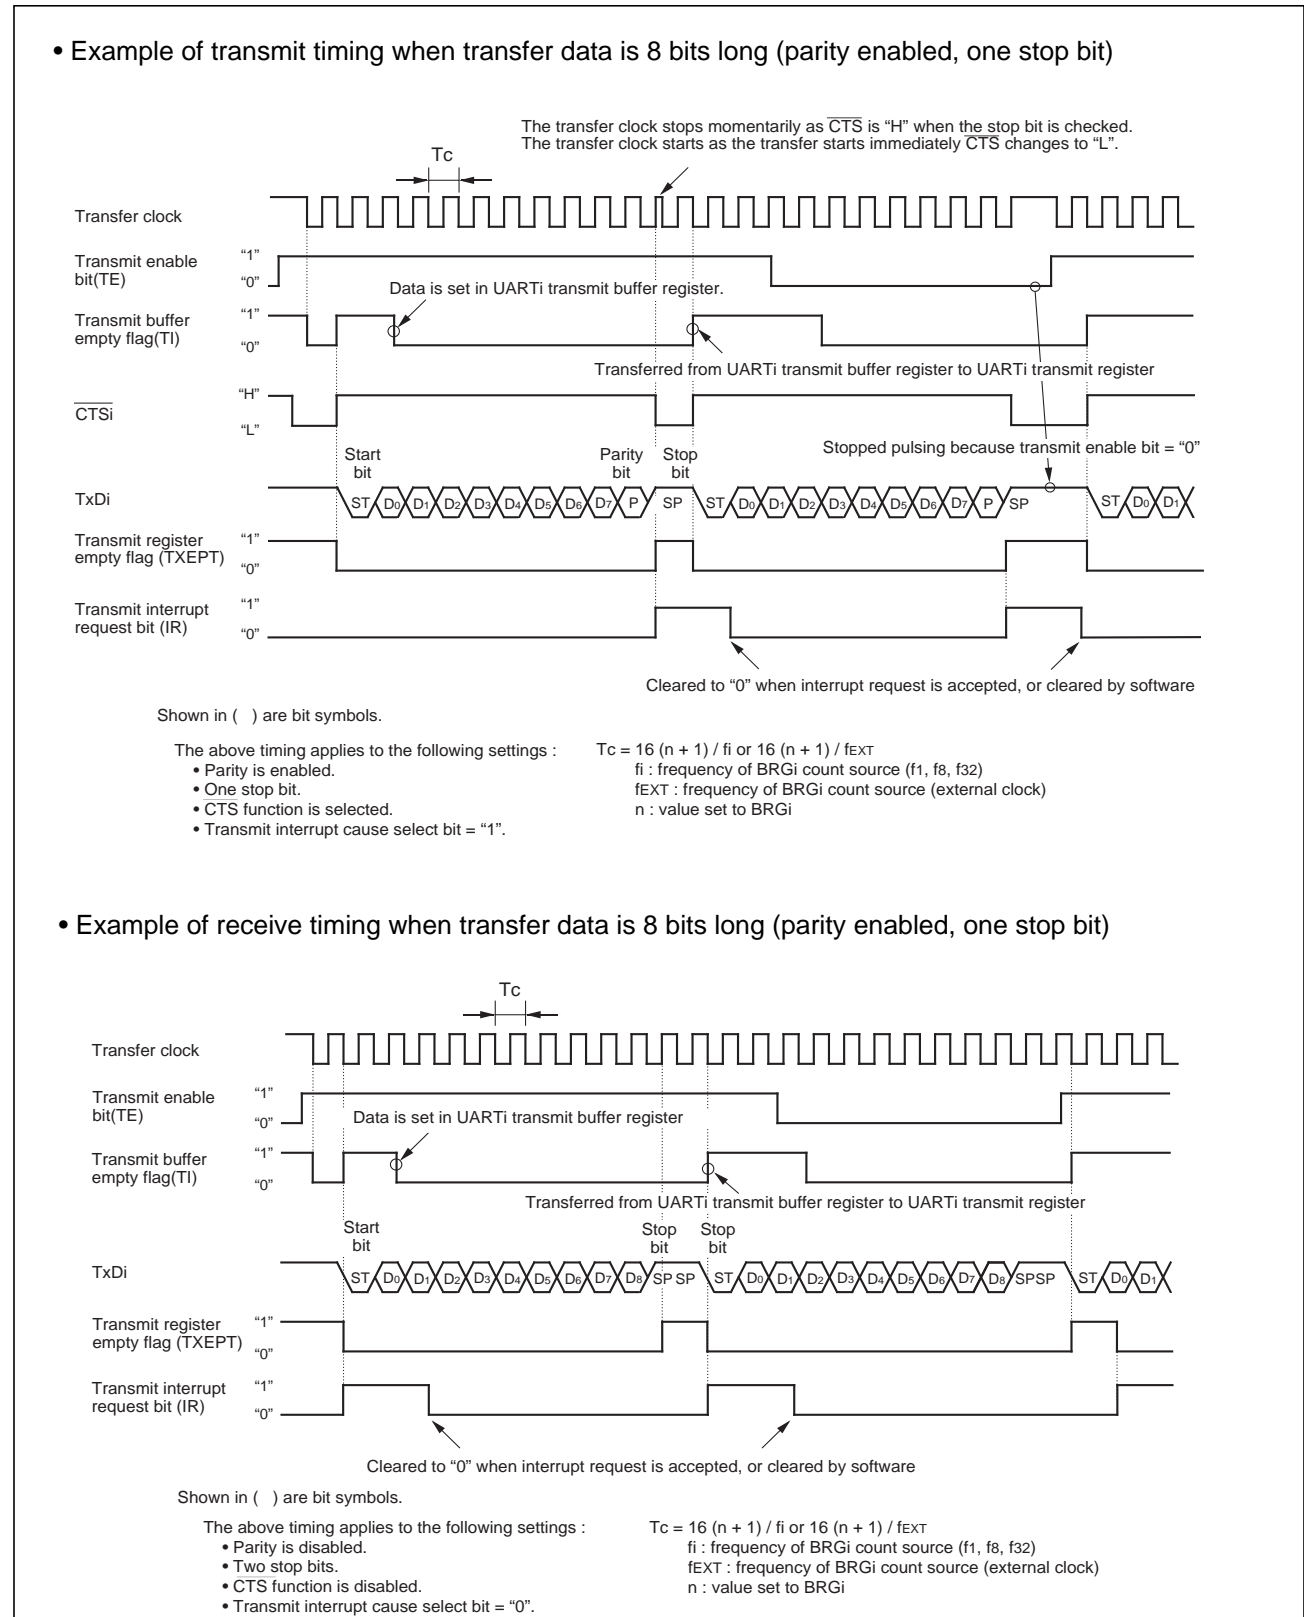 • Example of transmit timing when transfer data is 8 bits long (parity enabled, one stop bit)
The transfer clock stops momentarily as CTS is “H” when the stop bit is checked.
The transfer clock starts as the transfer starts immediately CTS changes to “L”.
Tc
Transfer clock
Transmit enable
bit(TE)
“1”
“0”
Data is set in UARTi transmit buffer register.
Transmit buffer
empty flag(TI)
“1”
“0”
Transferred from UARTi transmit buffer register to UARTi transmit register
CTSi
“H”
“L”
Stopped pulsing because transmit enable bit = “0”
Start
bit
Parity
bit
Stop
bit
TxDi
ST D0 D1 D2 D3 D4 D5 D6 D7 P SP ST D0 D1 D2 D3 D4 D5 D6 D7 P SP ST D0 D1
Transmit register
empty flag (TXEPT)
“1”
“0”
Transmit interrupt
request bit (IR)
“1”
“0”
Cleared to “0” when interrupt request is accepted, or cleared by software
Shown in ( ) are bit symbols.
The above timing applies to the following settings :
• Parity is enabled.
• One stop bit.
• CTS function is selected.
• Transmit interrupt cause select bit = “1”.
Tc = 16 (n + 1) / fi or 16 (n + 1) / fEXT
fi : frequency of BRGi count source (f1, f8, f32)
fEXT : frequency of BRGi count source (external clock)
n : value set to BRGi
• Example of receive timing when transfer data is 8 bits long (parity enabled, one stop bit)
Tc
Transfer clock
Transmit enable
bit(TE)
“1”
“0”
Data is set in UARTi transmit buffer register
Transmit buffer
empty flag(TI)
“1”
“0”
Transferred from UARTi transmit buffer register to UARTi transmit register
Start
bit
Stop
bit
Stop
bit
TxDi
ST D0 D1 D2 D3 D4 D5 D6 D7 D8 SP SP ST D0 D1 D2 D3 D4 D5 D6 D7 D8 SPSP ST D0 D1
Transmit register
empty flag (TXEPT)
“1”
“0”
Transmit interrupt
request bit (IR)
“1”
“0”
Cleared to “0” when interrupt request is accepted, or cleared by software
Shown in ( ) are bit symbols.
The above timing applies to the following settings :
• Parity is disabled.
• Two stop bits.
• CTS function is disabled.
• Transmit interrupt cause select bit = “0”.
Tc = 16 (n + 1) / fi or 16 (n + 1) / fEXT
fi : frequency of BRGi count source (f1, f8, f32)
fEXT : frequency of BRGi count source (external clock)
n : value set to BRGi